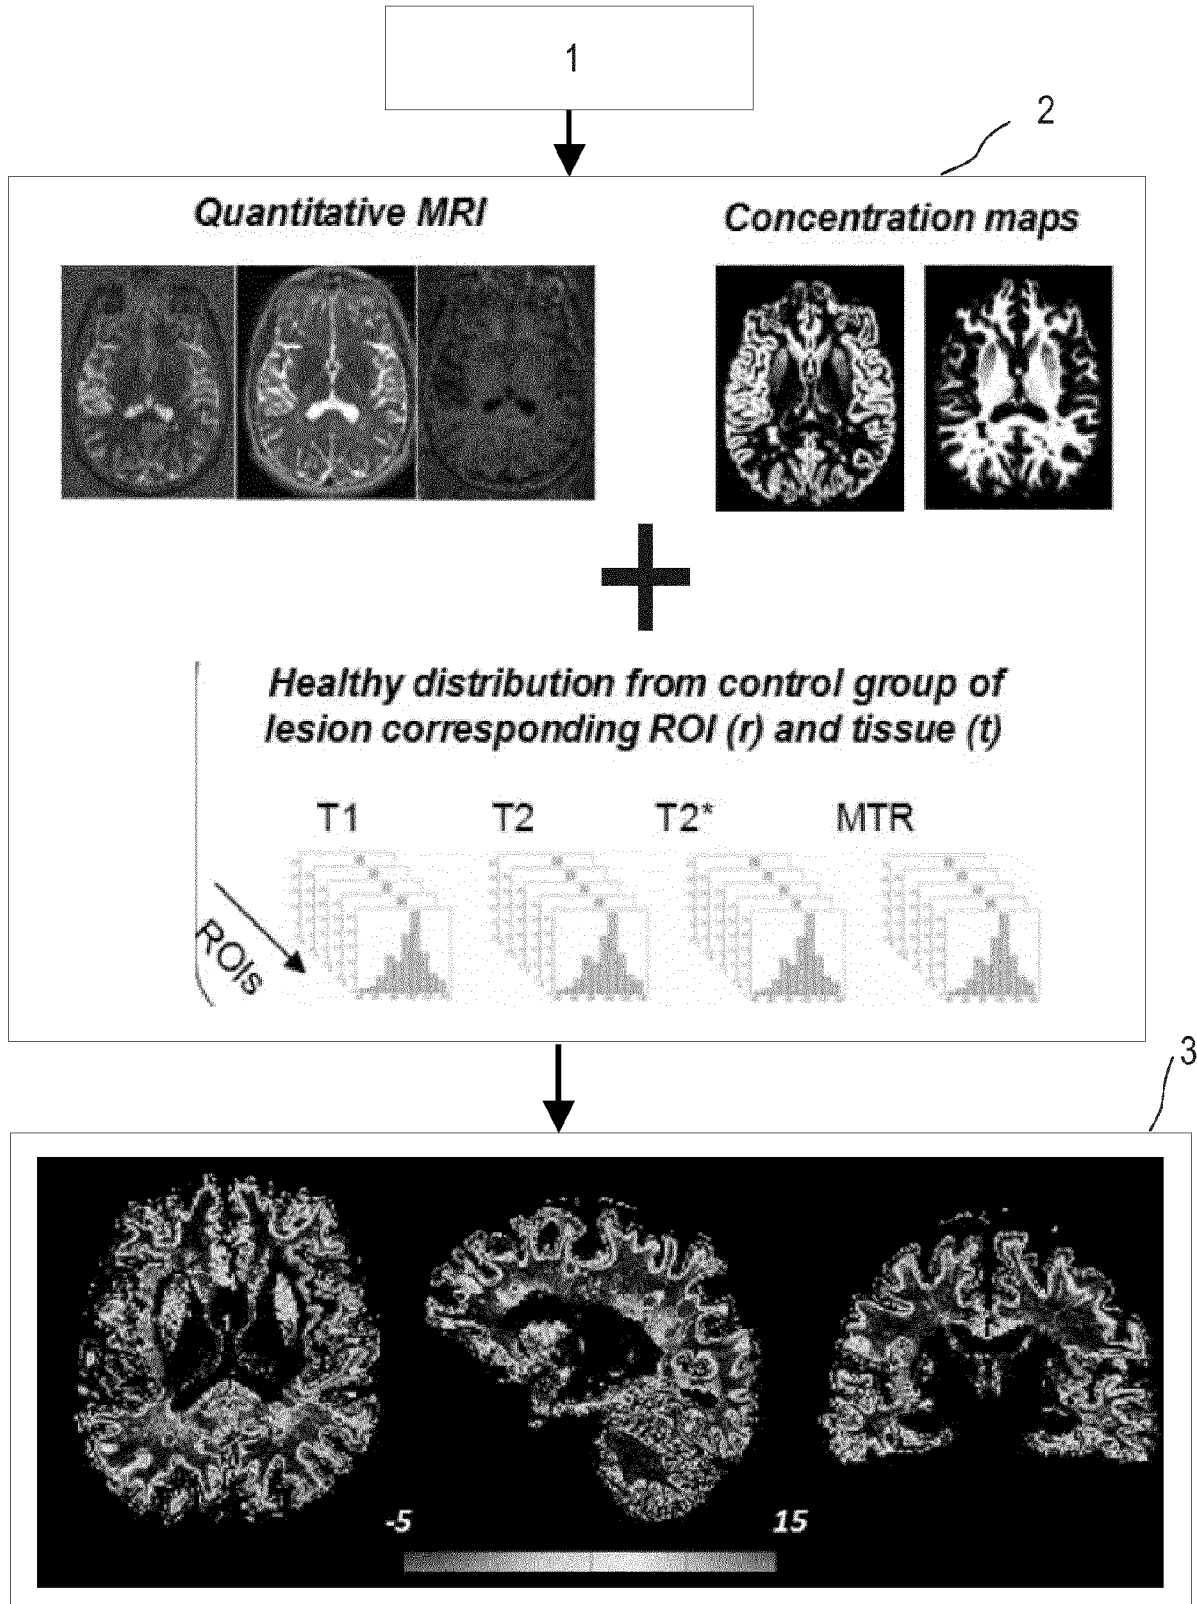 1
2
Quantitative MRI
Concentration maps
Healthy distribution from control group of
lesion corresponding ROI (r) and tissue (t)
T1 T2 T2* MTR
ROIs
3
-5 15